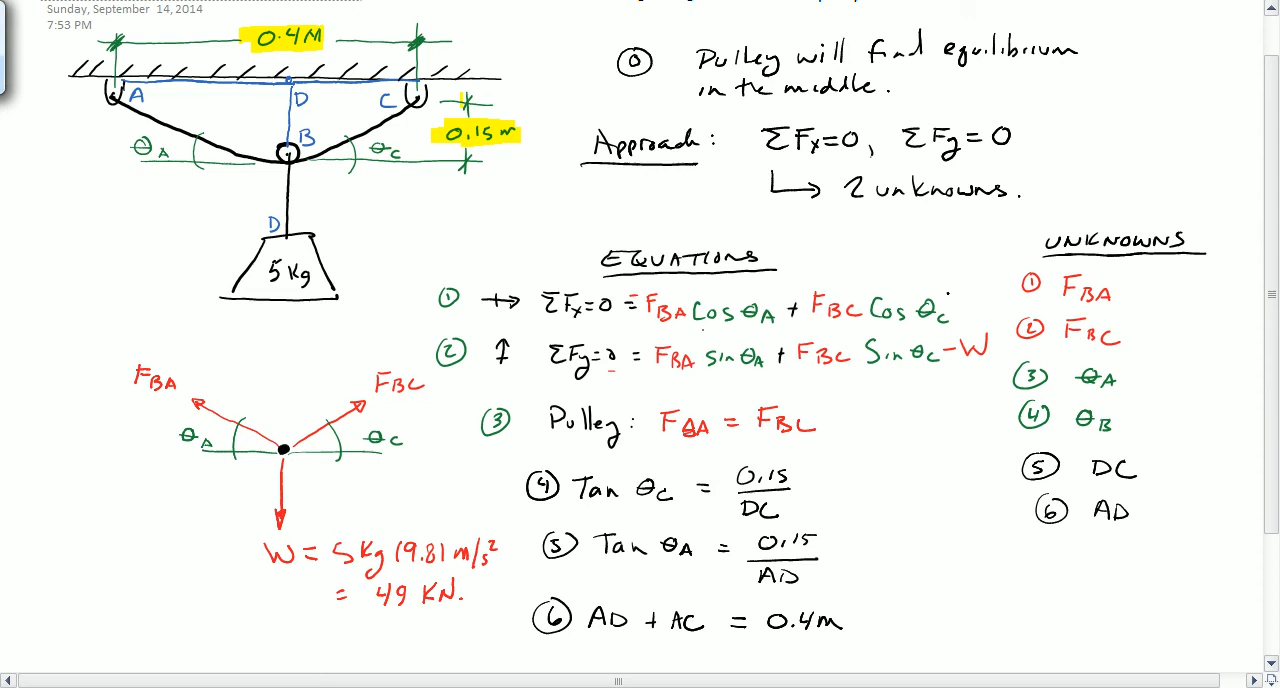 Sunday, September 14, 2014
7:53 PM
0.4M
A
D
C
B
0.15 m
θA
θC
D
5 Kg
⓪ Pulley will find equilibrium
in the middle.
Approach: ΣFx=0, ΣFy=0
↳ 2 unknowns.
EQUATIONS
① → ΣFx=0 = -FBA Cos θA + FBC Cos θC
② ↑ ΣFy=0 = FBA Sin θA + FBC Sin θC - W
③ Pulley: FBA = FBC
④ Tan θC = 0.15 / DC
⑤ Tan θA = 0.15 / AD
⑥ AD + AC = 0.4m
UNKNOWNS
① FBA
② FBC
③ θA
④ θB
⑤ DC
⑥ AD
FBA
FBC
θA
θC
W = 5 Kg (9.81 m/s²
= 49 KN.